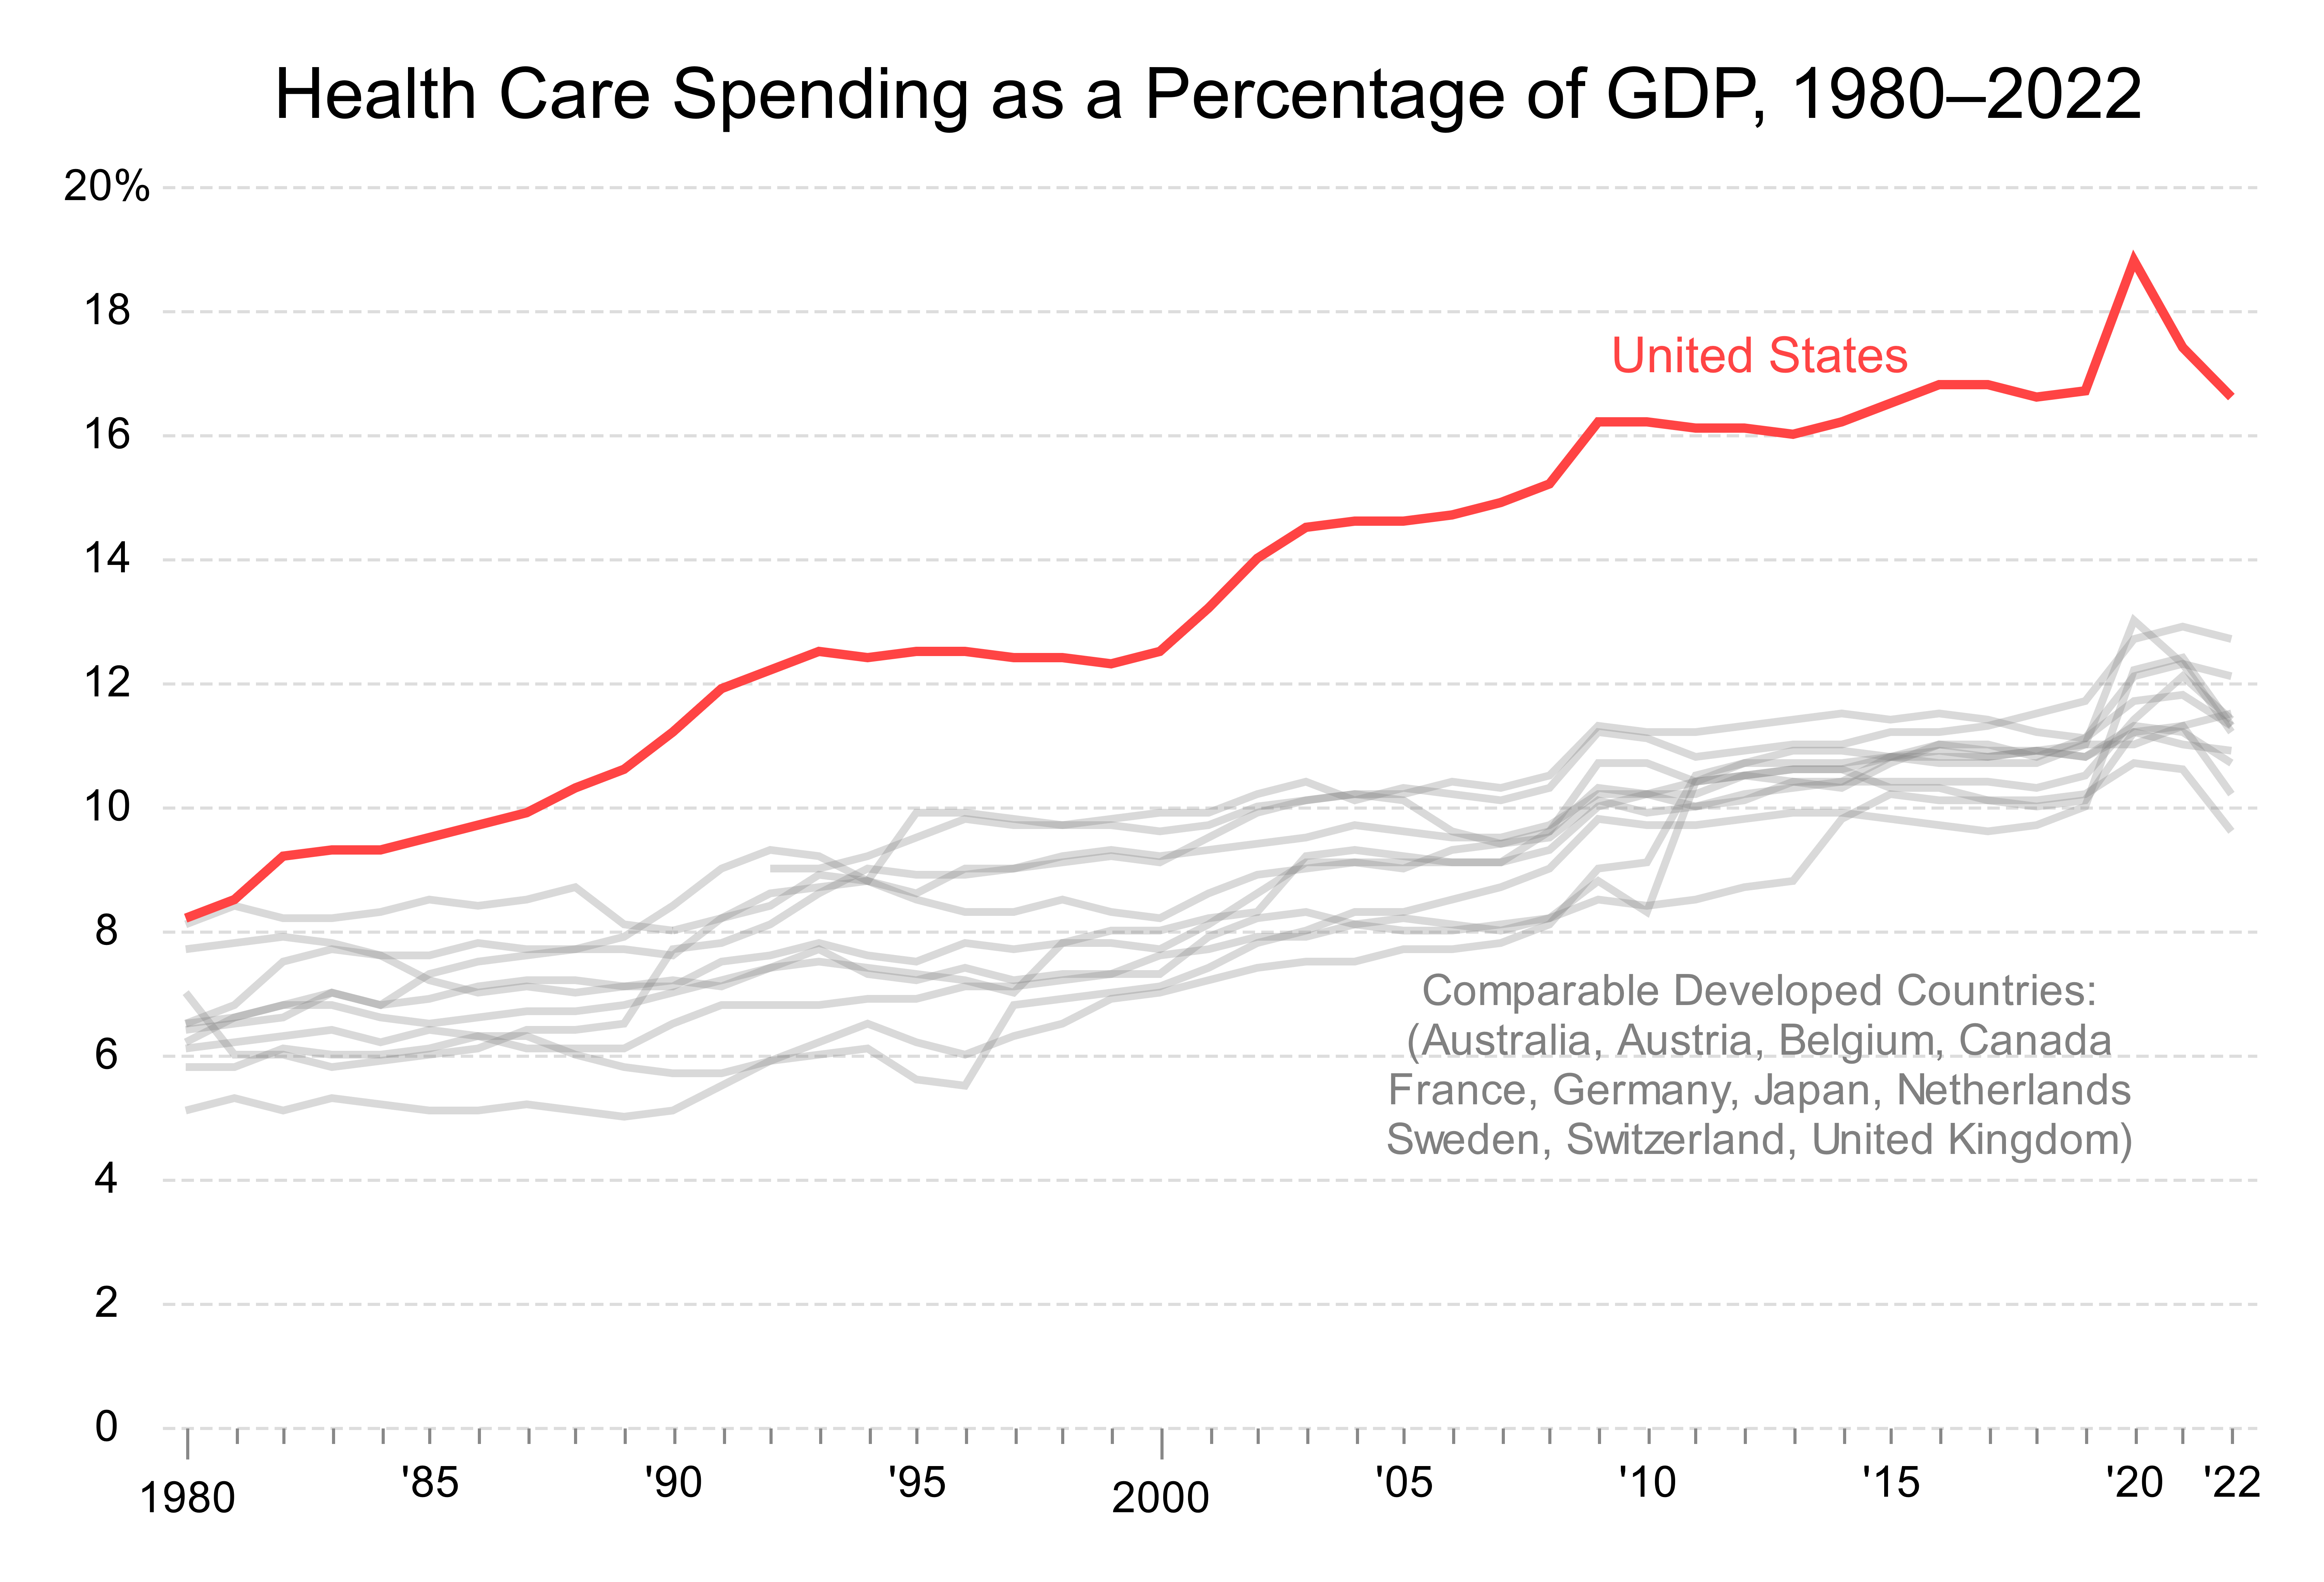 Health Care Spending as a Percentage of GDP, 1980–2022
20%
18
United States
16
14
12
10
8
Comparable Developed Countries:
(Australia, Austria, Belgium, Canada
6
France, Germany, Japan, Netherlands
Sweden, Switzerland, United Kingdom)
4
2
0
1980 '85 '90 '95 2000 '05 '10 '15 '20 '22